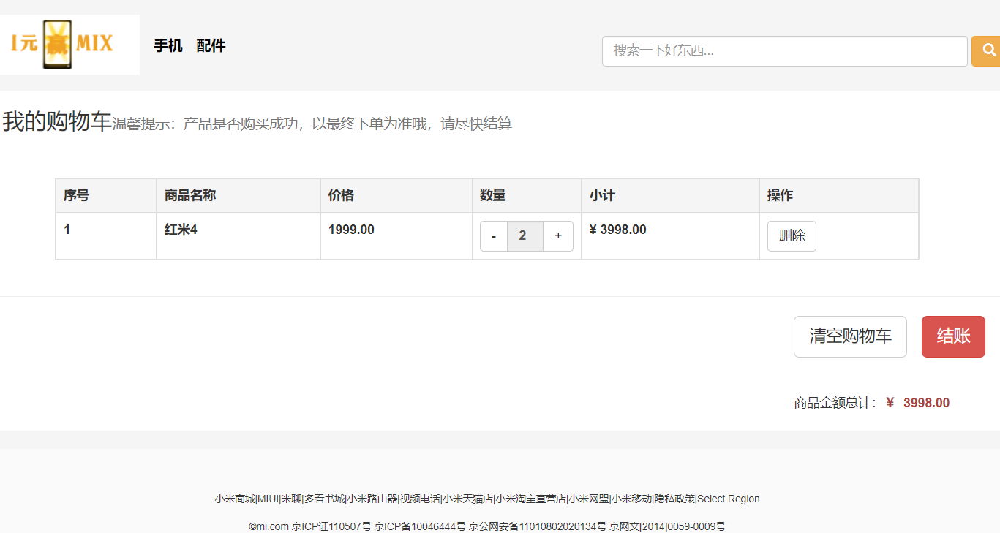 1元赢MIX
手机 配件
搜索一下好东西...
我的购物车温馨提示：产品是否购买成功，以最终下单为准哦，请尽快结算
序号 商品名称 价格 数量 小计 操作
1 红米4 1999.00 - 2 + ¥ 3998.00 删除
清空购物车 结账
商品金额总计： ¥ 3998.00
小米商城|MIUI|米聊|多看书城|小米路由器|视频电话|小米天猫店|小米淘宝直营店|小米网盟|小米移动|隐私政策|Select Region
©mi.com 京ICP证110507号 京ICP备10046444号 京公网安备11010802020134号 京网文[2014]0059-0009号